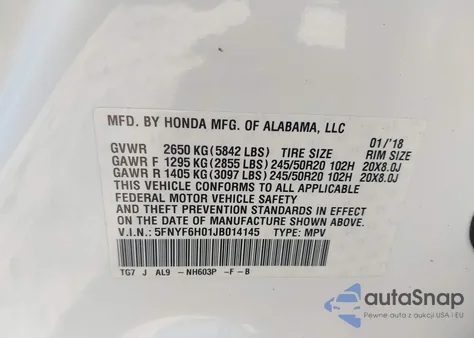 MFD. BY HONDA MFG. OF ALABAMA, LLC
01/'18
GVWR 2650 KG (5842 LBS) TIRE SIZE RIM SIZE
GAWR F 1295 KG (2855 LBS) 245/50R20 102H 20X8.0J
GAWR R 1405 KG (3097 LBS) 245/50R20 102H 20X8.0J
THIS VEHICLE CONFORMS TO ALL APPLICABLE
FEDERAL MOTOR VEHICLE SAFETY, BUMPER,
AND THEFT PREVENTION STANDARDS IN EFFECT
ON THE DATE OF MANUFACTURE SHOWN ABOVE.
V.I.N.: 5FNYF6H01JB014145 TYPE: MPV
TG7 J AL9 -NH603P -F-B
autoSnap
Pewne auta z aukcji USA i EU